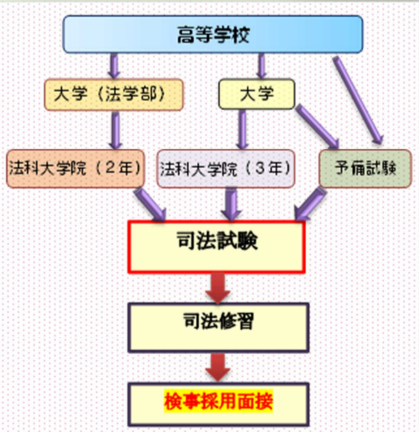 高等学校
大学（法学部）
大学
法科大学院（２年）
法科大学院（３年）
予備試験
司法試験
司法修習
検事採用面接